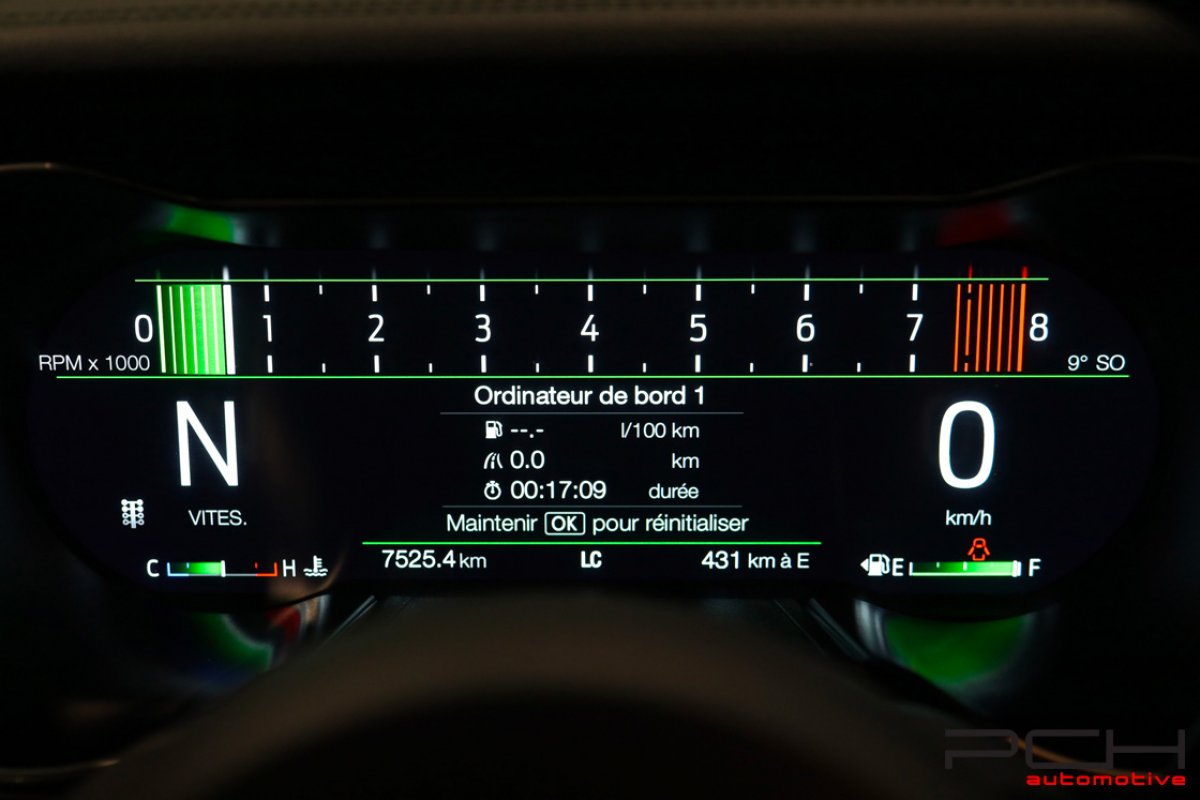 0 1 2 3 4 5 6 7 8
RPM x 1000
9° SO
N
VITES.
Ordinateur de bord 1
--.- l/100 km
0.0 km
00:17:09 durée
Maintenir OK pour réinitialiser
0
km/h
C H
7525.4 km LC 431 km à E
E F
PCH
automotive